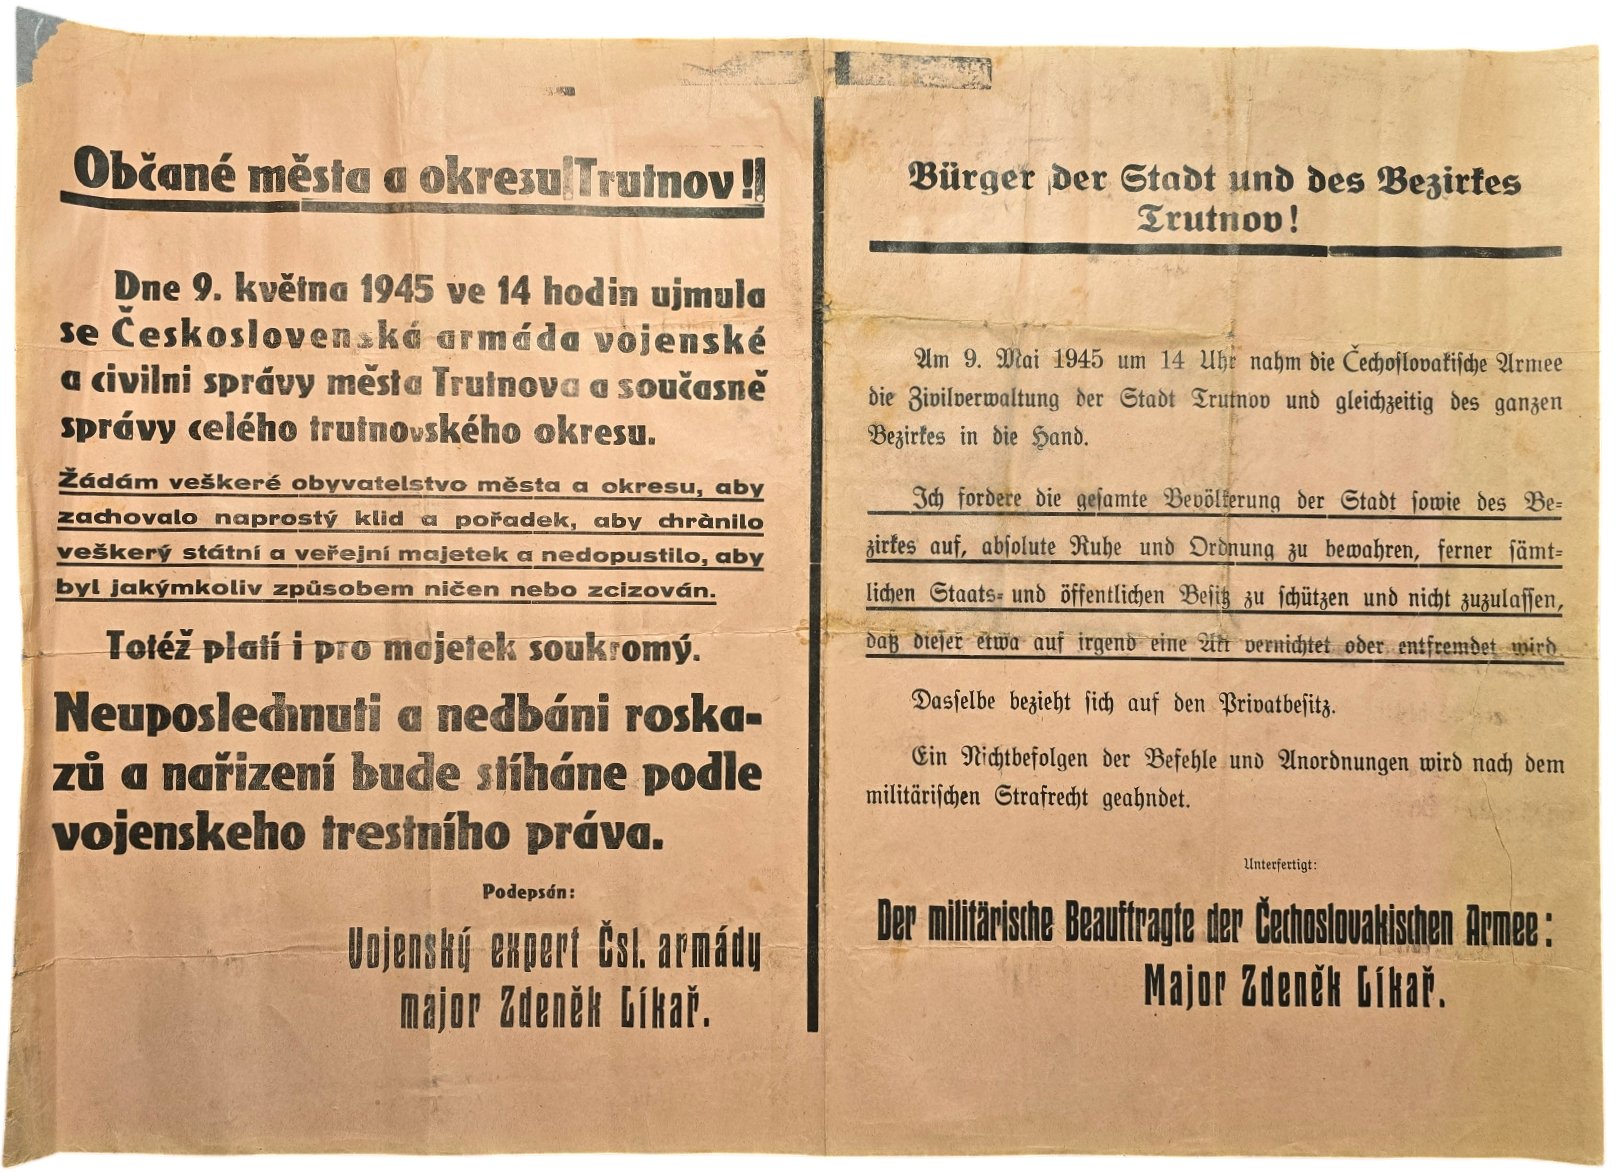 Občané města a okresu Trutnov!!
Dne 9. května 1945 ve 14 hodin ujmula
se Československá armáda vojenské
a civilni správy města Trutnova a současně
správy celého trutnovského okresu.
Žádám veškeré obyvatelstvo města a okresu, aby
zachovalo naprostý klid a pořadek, aby chrànilo
veškerý státní a veřejní majetek a nedopustilo, aby
byl jakýmkoliv způsobem ničen nebo zcizován.
Totéž platí i pro majetek soukromý.
Neuposlechnuti a nedbáni roska-
zů a nařizení bude stíháne podle
vojenskeho trestního práva.
Podepsán:
Vojenský expert Čsl. armády
major Zdeněk Líkař.
Bürger der Stadt und des Bezirkes
Trutnov!
Am 9. Mai 1945 um 14 Uhr nahm die Čechoslovakische Armee
die Zivilverwaltung der Stadt Trutnov und gleichzeitig des ganzen
Bezirkes in die Hand.
Ich fordere die gesamte Bevölkerung der Stadt sowie des Be-
zirkes auf, absolute Ruhe und Ordnung zu bewahren, ferner sämt-
lichen Staats- und öffentlichen Besitz zu schützen und nicht zuzulassen,
daß dieser etwa auf irgend eine Art vernichtet oder entfremdet wird
Dasselbe bezieht sich auf den Privatbesitz.
Ein Nichtbefolgen der Befehle und Anordnungen wird nach dem
militärischen Strafrecht geahndet.
Unterfertigt:
Der militärische Beauftragte der Čechoslovakischen Armee:
Major Zdeněk Líkař.